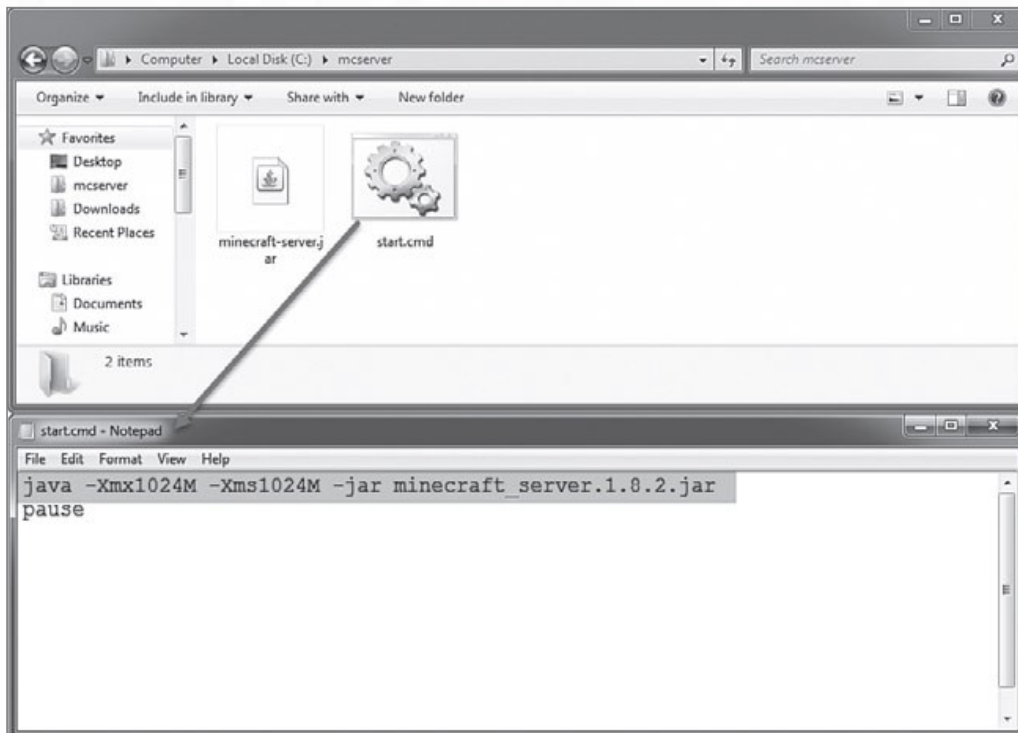 Computer ▸ Local Disk (C:) ▸ mcserver
Search mcserver
Organize
Include in library
Share with
New folder
Favorites
Desktop
mcserver
Downloads
Recent Places
Libraries
Documents
Music
minecraft-server.j
ar
start.cmd
2 items
start.cmd - Notepad
File Edit Format View Help
java -Xmx1024M -Xms1024M -jar minecraft_server.1.8.2.jar
pause